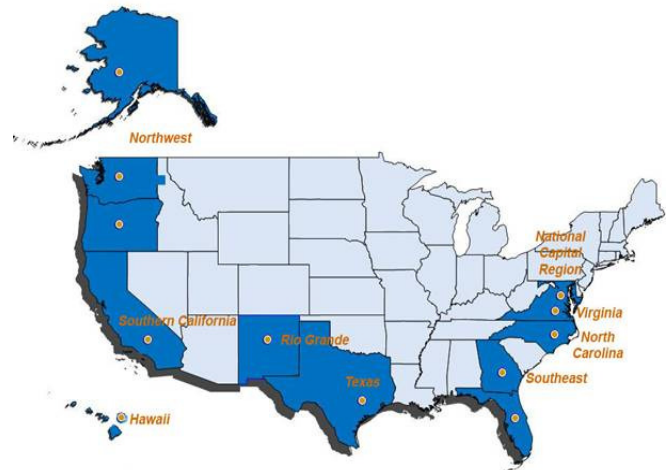 Northwest
National
Capital
Region
Southern California
Virginia
Rio Grande
North
Carolina
Texas
Southeast
Hawaii